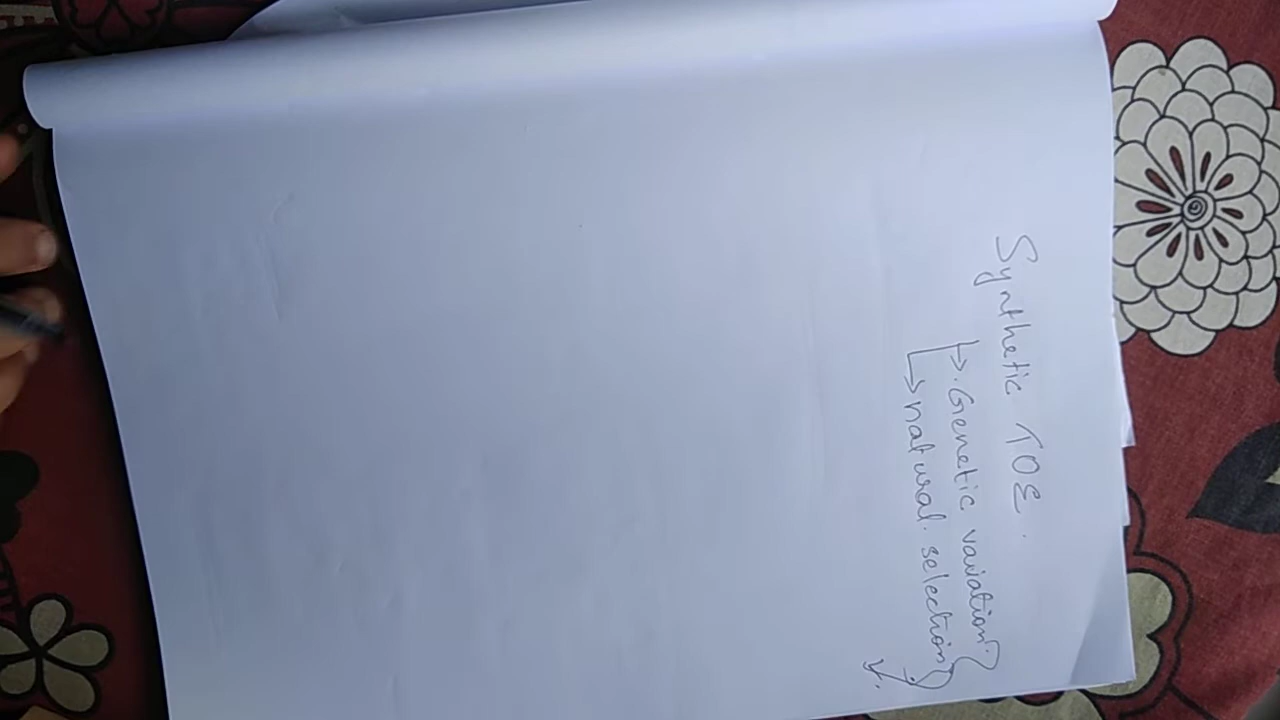 Synthetic TOE.
↳ . Genetic variation.
↳ natural. selection